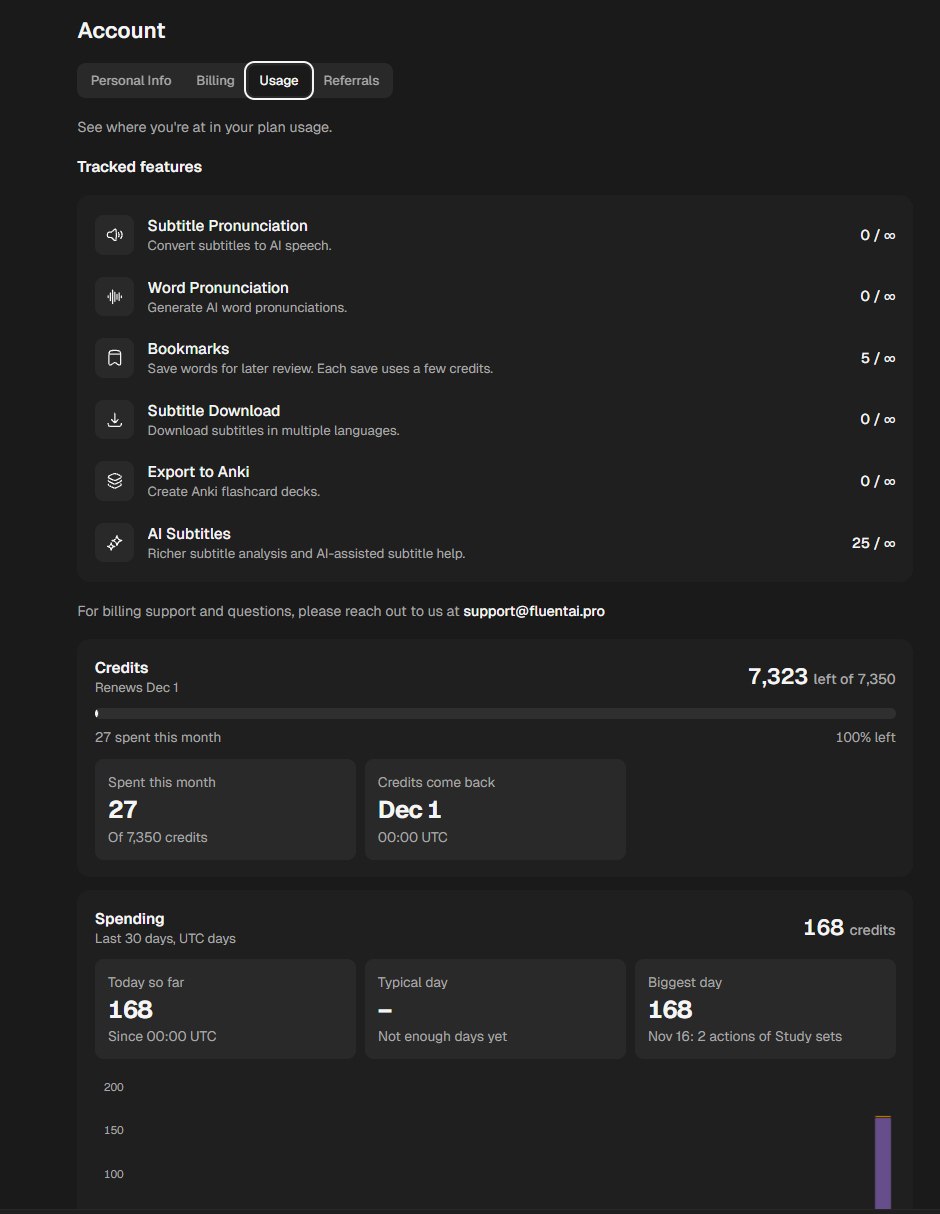 Account
Personal Info Billing Usage Referrals
See where you're at in your plan usage.
Tracked features
Subtitle Pronunciation
Convert subtitles to AI speech.
0 / ∞
Word Pronunciation
Generate AI word pronunciations.
0 / ∞
Bookmarks
Save words for later review. Each save uses a few credits.
5 / ∞
Subtitle Download
Download subtitles in multiple languages.
0 / ∞
Export to Anki
Create Anki flashcard decks.
0 / ∞
AI Subtitles
Richer subtitle analysis and AI-assisted subtitle help.
25 / ∞
For billing support and questions, please reach out to us at support@fluentai.pro
Credits
Renews Dec 1
7,323 left of 7,350
27 spent this month
100% left
Spent this month
27
Of 7,350 credits
Credits come back
Dec 1
00:00 UTC
Spending
Last 30 days, UTC days
168 credits
Today so far
168
Since 00:00 UTC
Typical day
–
Not enough days yet
Biggest day
168
Nov 16: 2 actions of Study sets
200
150
100